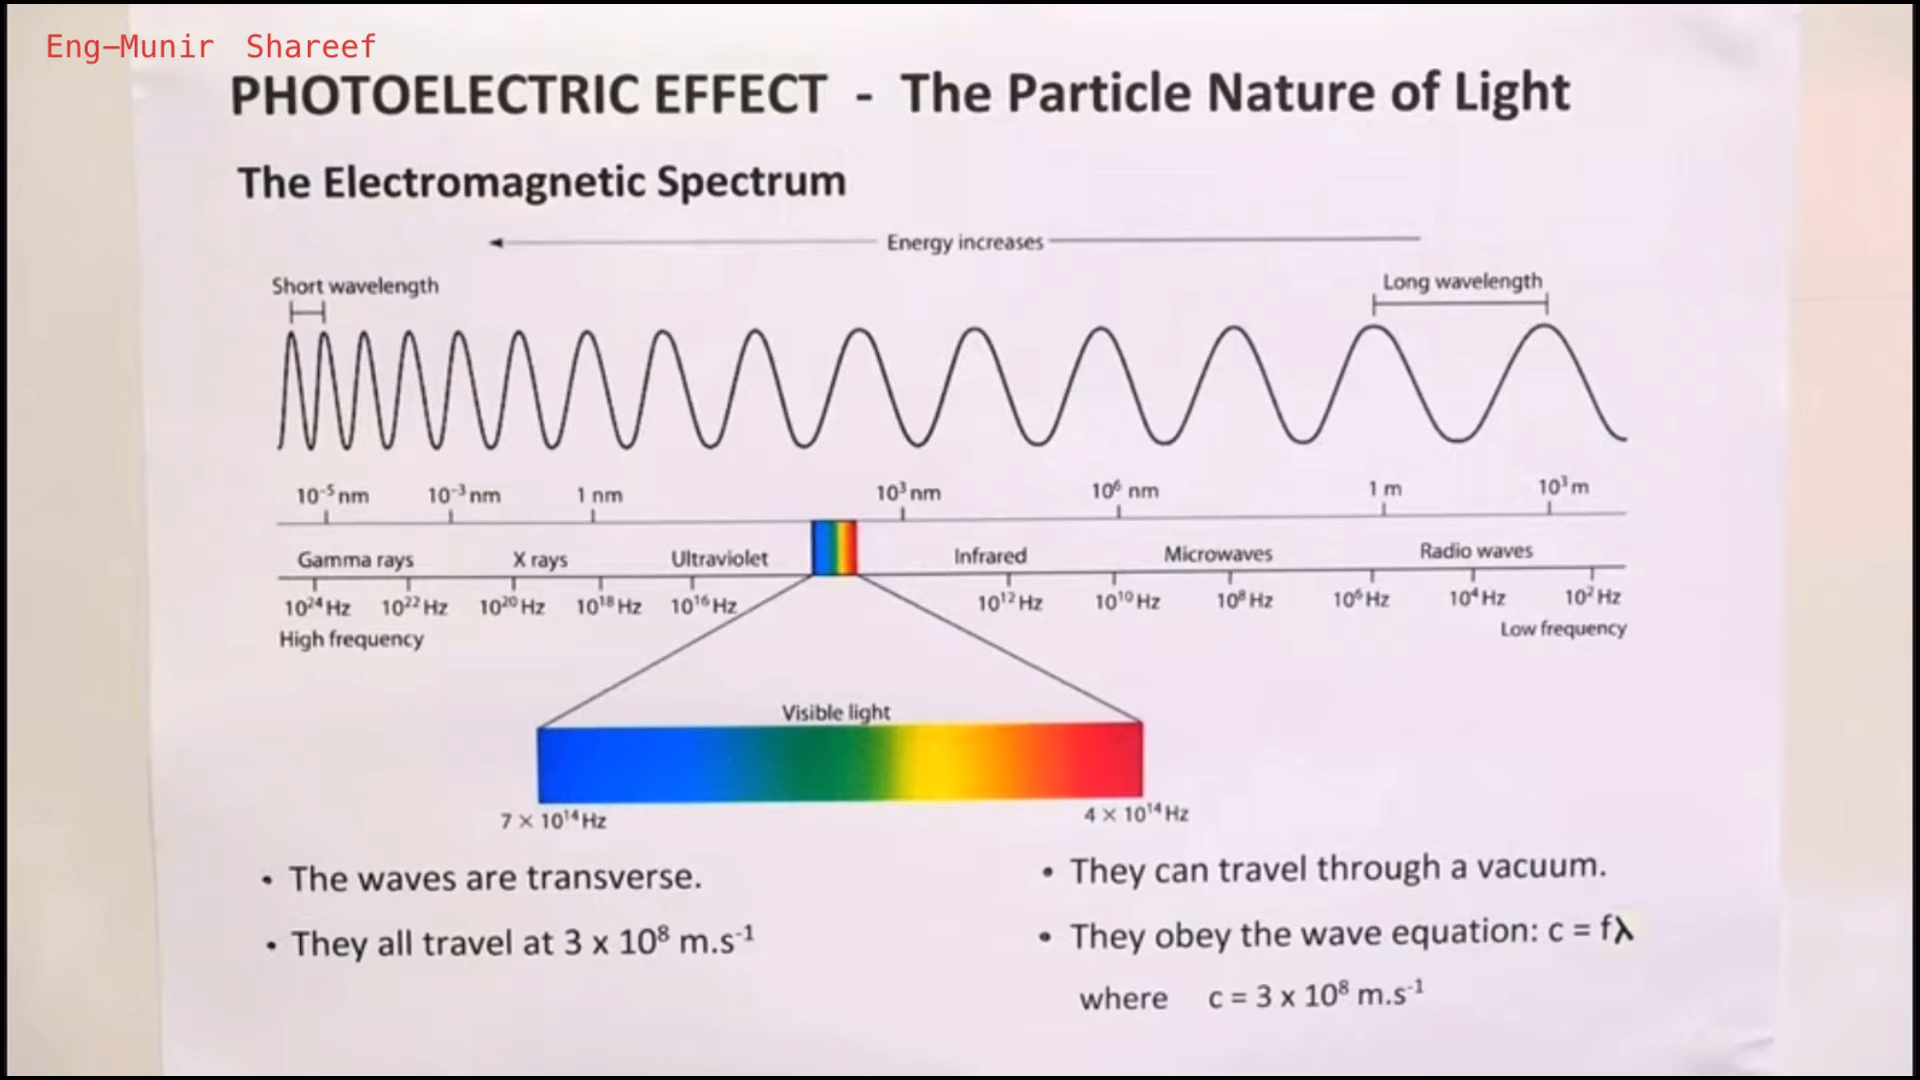 Eng-Munir Shareef
PHOTOELECTRIC EFFECT - The Particle Nature of Light
The Electromagnetic Spectrum
Energy increases
Short wavelength
Long wavelength
10⁻⁵ nm 10⁻³ nm 1 nm 10³ nm 10⁶ nm 1 m 10³ m
Gamma rays X rays Ultraviolet Infrared Microwaves Radio waves
10²⁴ Hz 10²² Hz 10²⁰ Hz 10¹⁸ Hz 10¹⁶ Hz 10¹² Hz 10¹⁰ Hz 10⁸ Hz 10⁶ Hz 10⁴ Hz 10² Hz
High frequency
Low frequency
Visible light
7 × 10¹⁴ Hz
4 × 10¹⁴ Hz
• The waves are transverse.
• They all travel at 3 x 10⁸ m.s⁻¹
• They can travel through a vacuum.
• They obey the wave equation: c = fλ
where c = 3 x 10⁸ m.s⁻¹